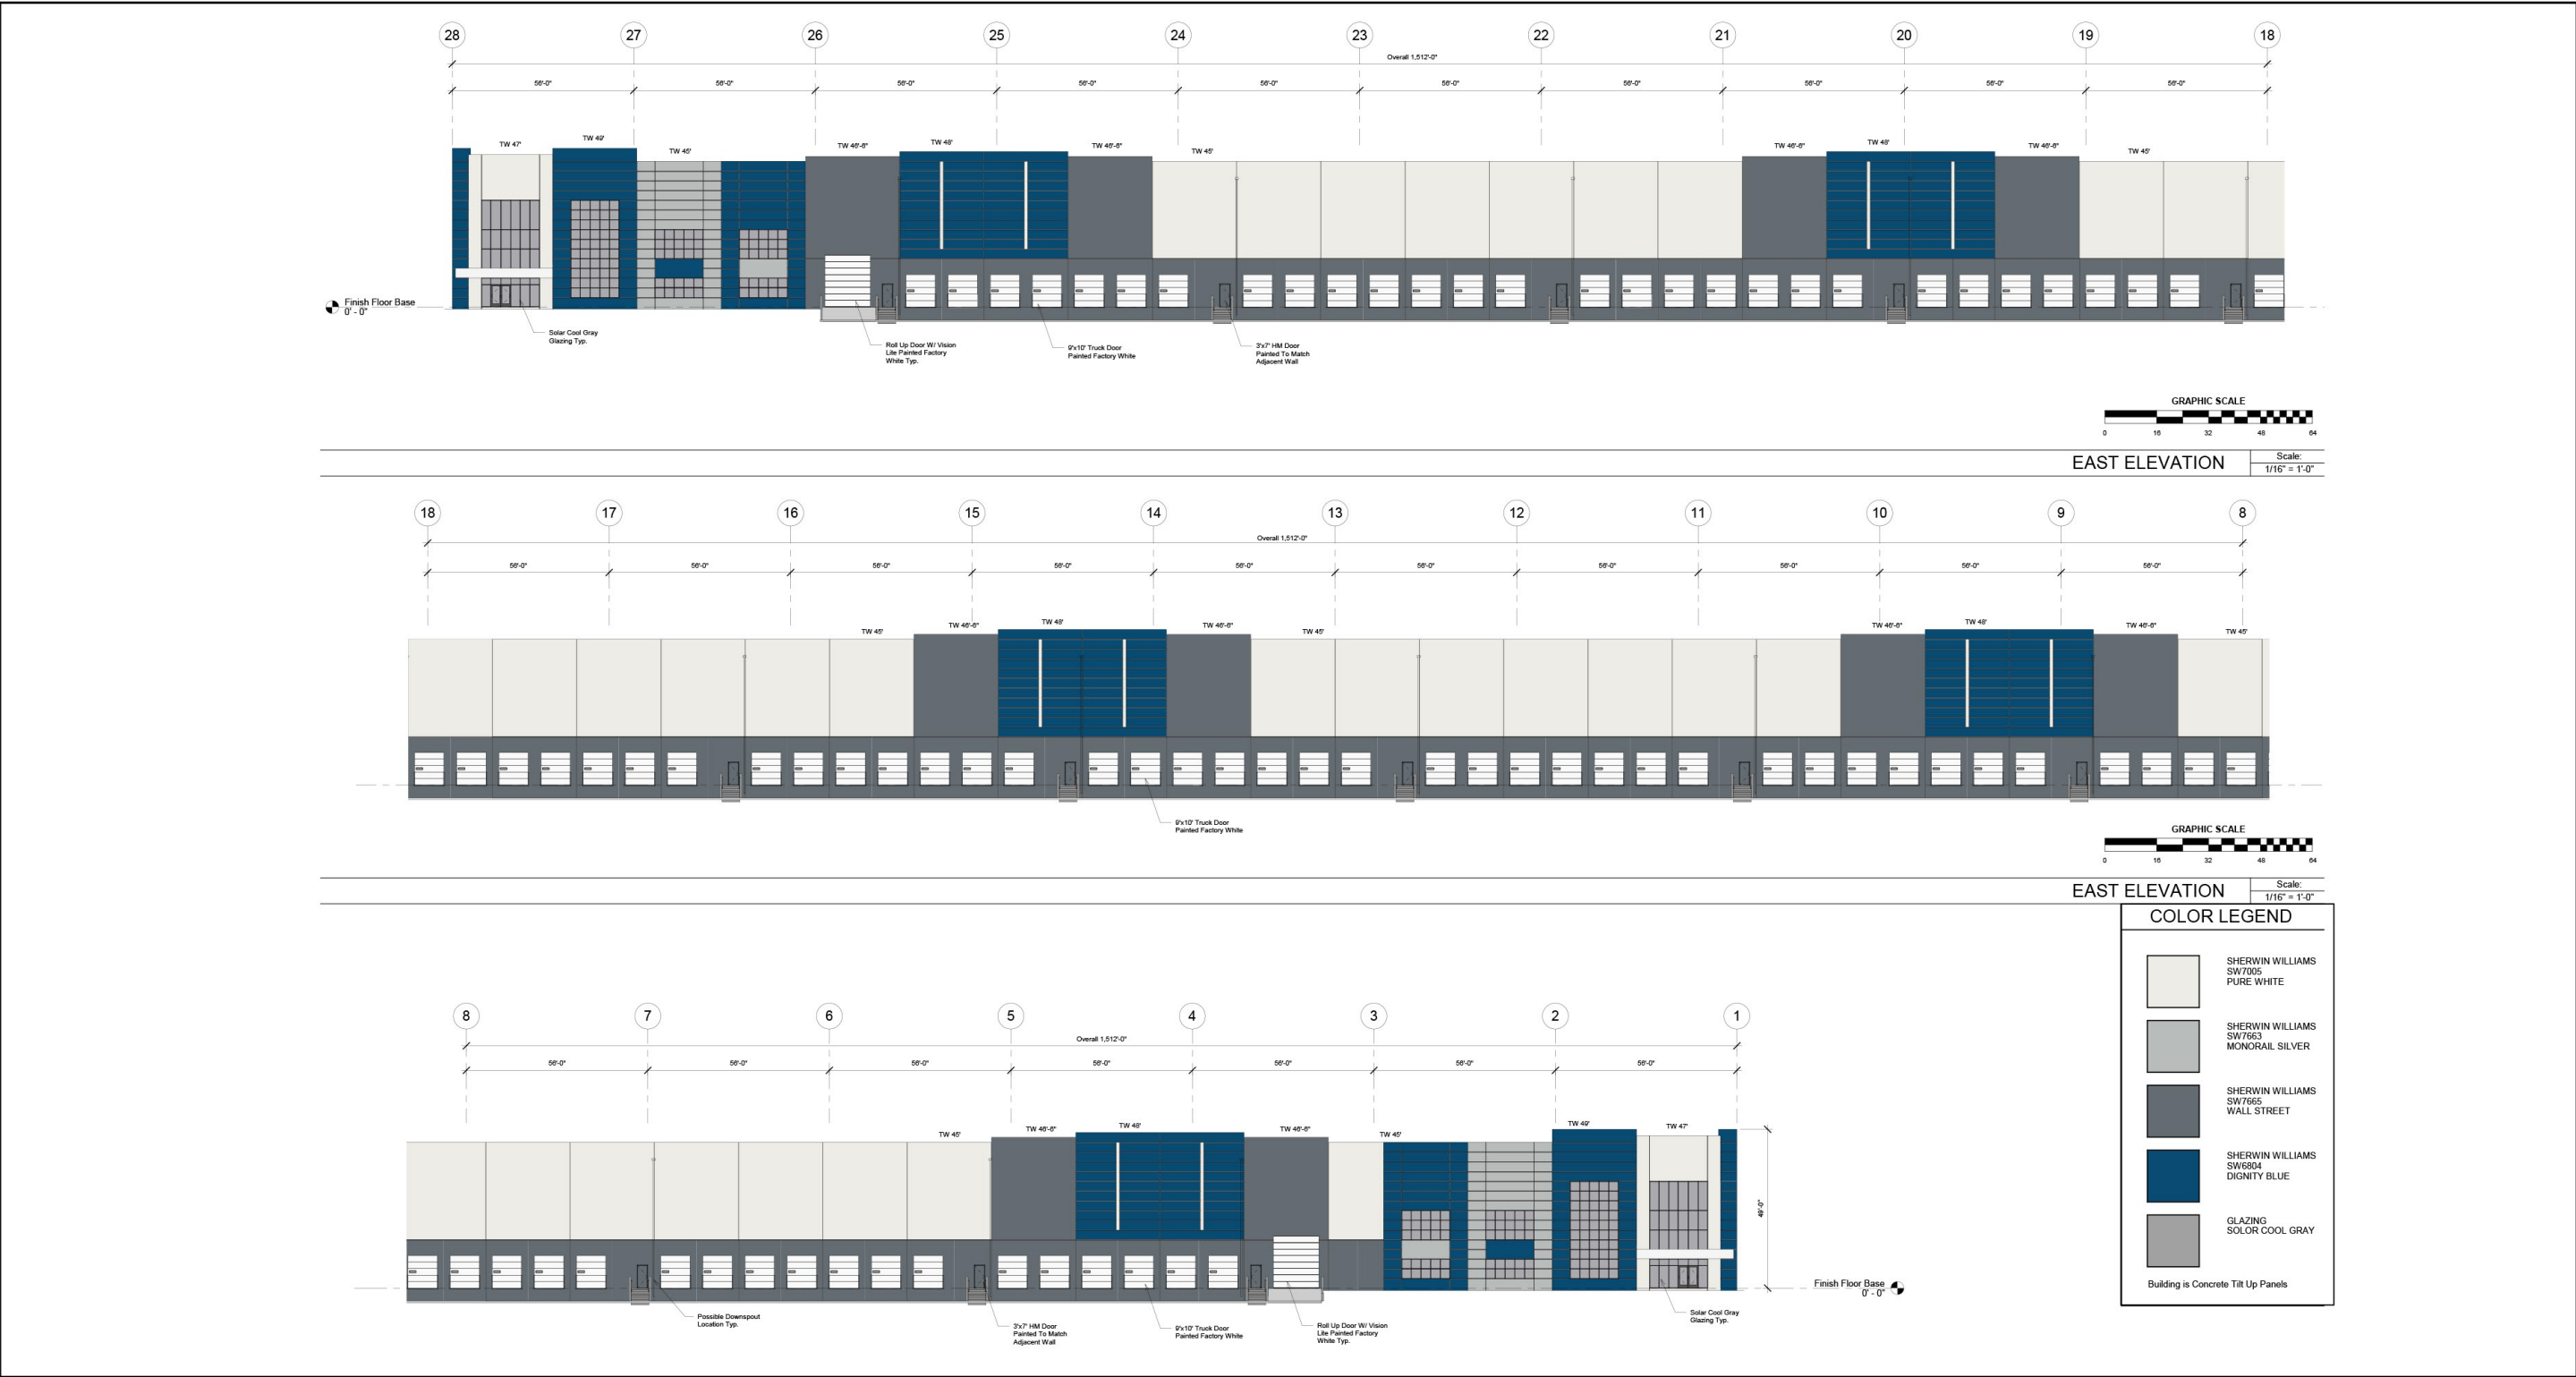 28 27 26 25 24 23 22 21 20 19 18
Overall 1,512'-0"
56'-0" 56'-0" 56'-0" 56'-0" 56'-0" 56'-0" 56'-0" 56'-0" 56'-0" 56'-0"
TW 47' TW 49' TW 45' TW 46'-6" TW 48' TW 46'-6" TW 45' TW 46'-6" TW 48' TW 46'-6" TW 45'
Finish Floor Base
0' - 0"
Solar Cool Gray
Glazing Typ.
Roll Up Door W/ Vision
Lite Painted Factory
White Typ.
9'x10' Truck Door
Painted Factory White
3'x7' HM Door
Painted To Match
Adjacent Wall
GRAPHIC SCALE
0 16 32 48 64
EAST ELEVATION
Scale:
1/16" = 1'-0"
18 17 16 15 14 13 12 11 10 9 8
Overall 1,512'-0"
56'-0" 56'-0" 56'-0" 56'-0" 56'-0" 56'-0" 56'-0" 56'-0" 56'-0" 56'-0"
TW 45' TW 46'-6" TW 48' TW 46'-6" TW 45' TW 46'-6" TW 48' TW 46'-6" TW 45'
9'x10' Truck Door
Painted Factory White
GRAPHIC SCALE
0 16 32 48 64
EAST ELEVATION
Scale:
1/16" = 1'-0"
8 7 6 5 4 3 2 1
Overall 1,512'-0"
56'-0" 56'-0" 56'-0" 56'-0" 56'-0" 56'-0" 56'-0"
TW 45' TW 46'-6" TW 48' TW 46'-6" TW 45' TW 49' TW 47'
49'-0"
Finish Floor Base
0' - 0"
Possible Downspout
Location Typ.
3'x7' HM Door
Painted To Match
Adjacent Wall
9'x10' Truck Door
Painted Factory White
Roll Up Door W/ Vision
Lite Painted Factory
White Typ.
Solar Cool Gray
Glazing Typ.
COLOR LEGEND
SHERWIN WILLIAMS
SW7005
PURE WHITE
SHERWIN WILLIAMS
SW7663
MONORAIL SILVER
SHERWIN WILLIAMS
SW7665
WALL STREET
SHERWIN WILLIAMS
SW6804
DIGNITY BLUE
GLAZING
SOLOR COOL GRAY
Building is Concrete Tilt Up Panels